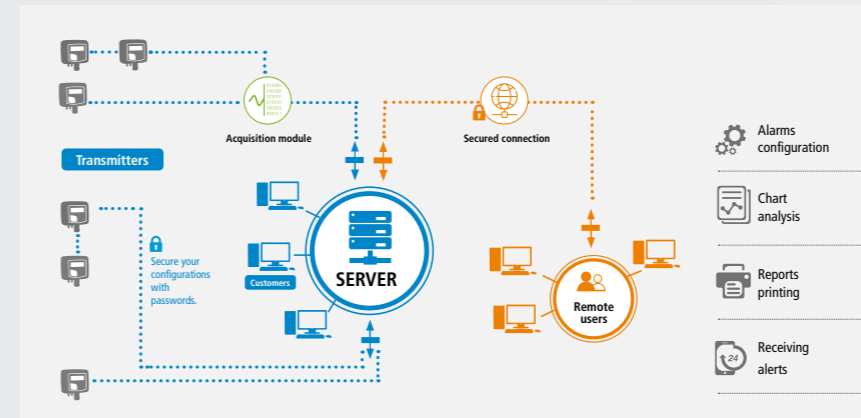 Acquisition module
Secured connection
Transmitters
Secure your
configurations
with
passwords.
Customers
SERVER
Remote
users
Alarms
configuration
Chart
analysis
Reports
printing
24
Receiving
alerts